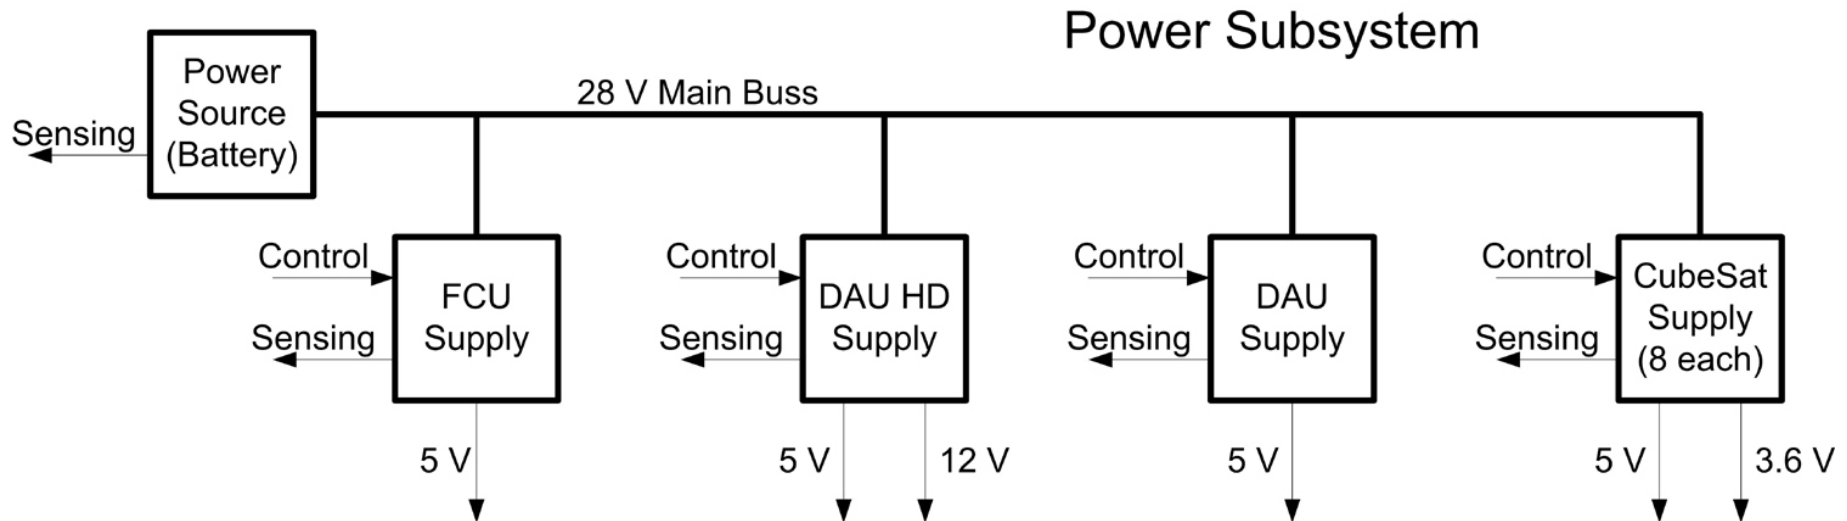 Power Subsystem
Power
Source
(Battery)
28 V Main Buss
Sensing
Control
FCU
Supply
Sensing
5 V
Control
DAU HD
Supply
Sensing
5 V
12 V
Control
DAU
Supply
Sensing
5 V
Control
CubeSat
Supply
(8 each)
Sensing
5 V
3.6 V